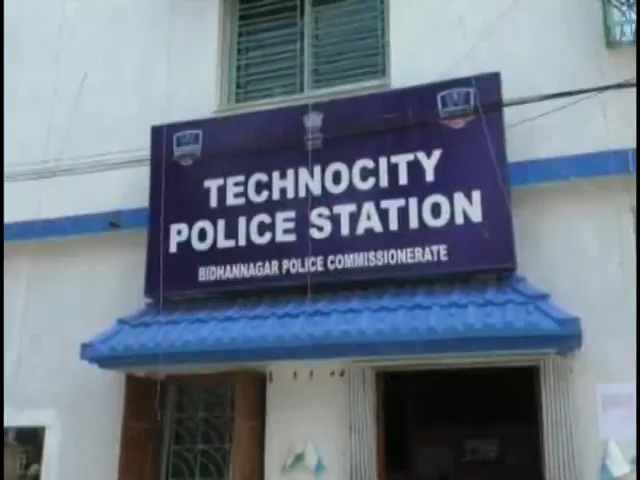 TECHNOCITY
POLICE STATION
BIDHANNAGAR POLICE COMMISSIONERATE